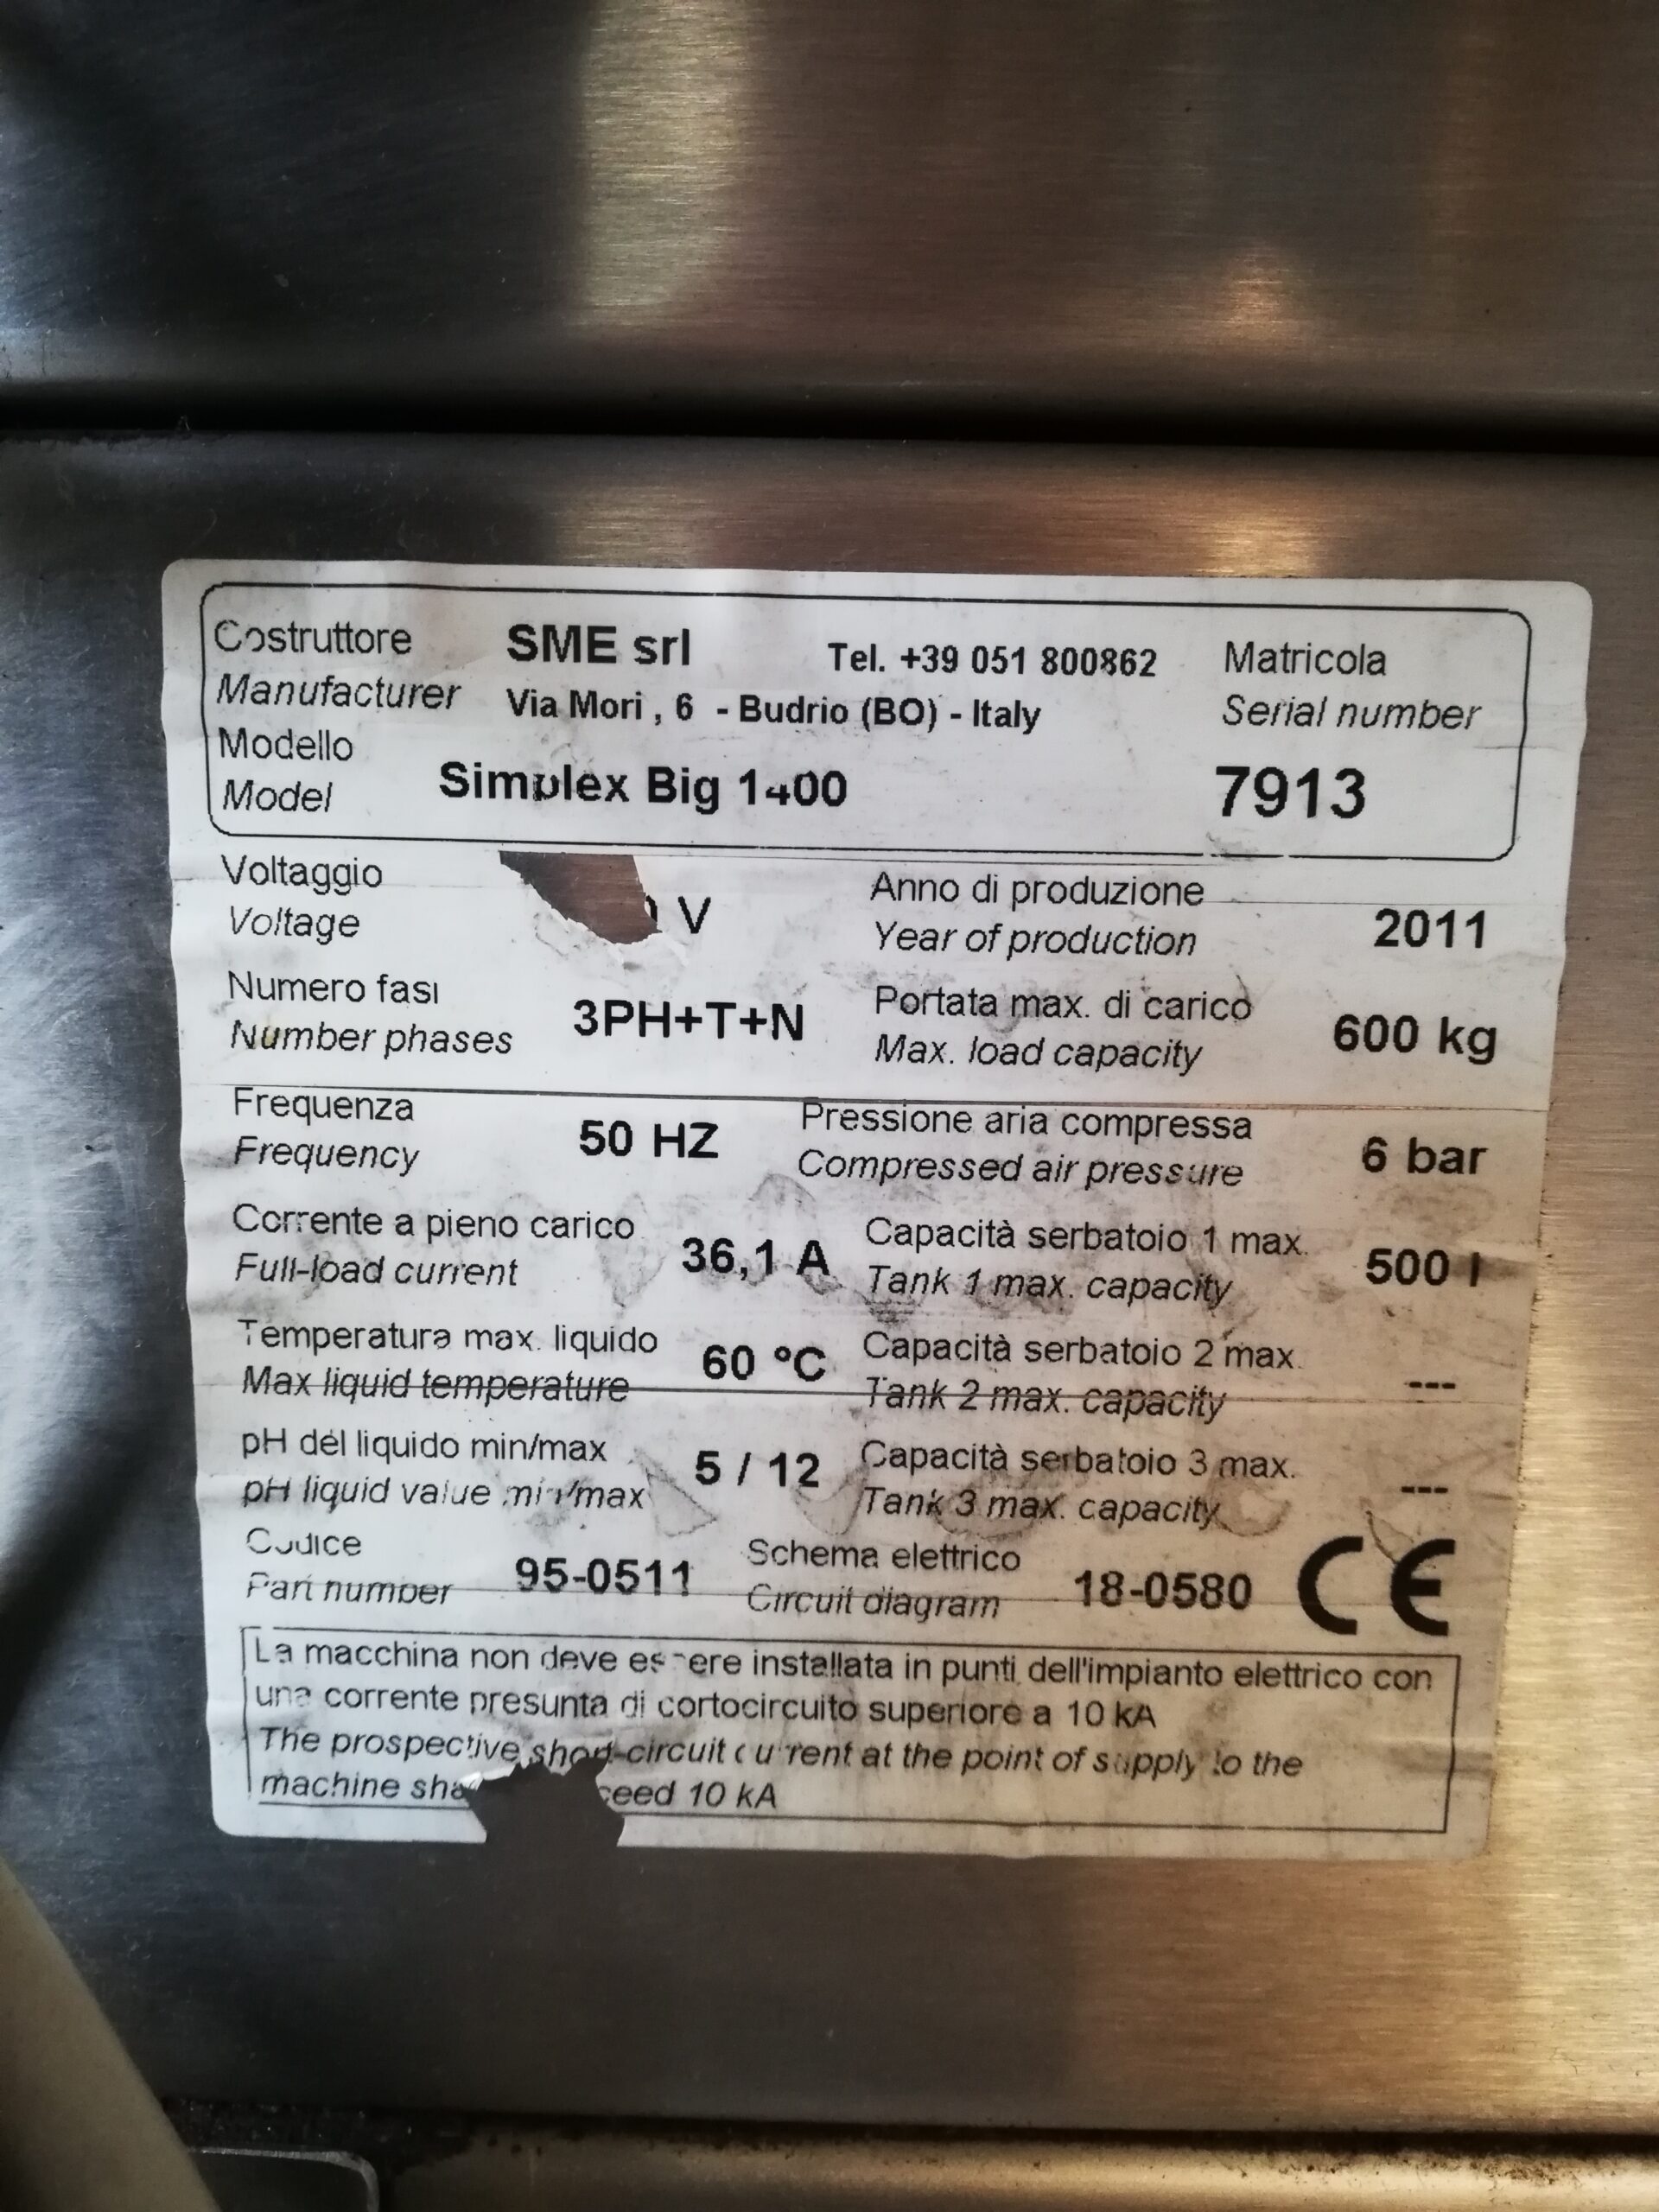 Costruttore SME srl Tel. +39 051 800862 Matricola
Manufacturer Via Mori , 6 - Budrio (BO) - Italy Serial number
Modello
Model Simplex Big 1400 7913
Voltaggio Anno di produzione
Voltage V Year of production 2011
Numero fasi 3PH+T+N Portata max. di carico 600 kg
Number phases Max. load capacity
Frequenza 50 HZ Pressione aria compressa 6 bar
Frequency Compressed air pressure
Corrente a pieno carico 36,1 A Capacità serbatoio 1 max. 500 l
Full-load current Tank 1 max. capacity
Temperatura max. liquido 60 °C Capacità serbatoio 2 max. ---
Max liquid temperature Tank 2 max. capacity
pH del liquido min/max 5 / 12 Capacità serbatoio 3 max. ---
pH liquid value min/max Tank 3 max. capacity
Codice 95-0511 Schema elettrico 18-0580 CE
Part number Circuit diagram
La macchina non deve essere installata in punti dell'impianto elettrico con
una corrente presunta di cortocircuito superiore a 10 kA
The prospective short-circuit current at the point of supply to the
machine 10 kA